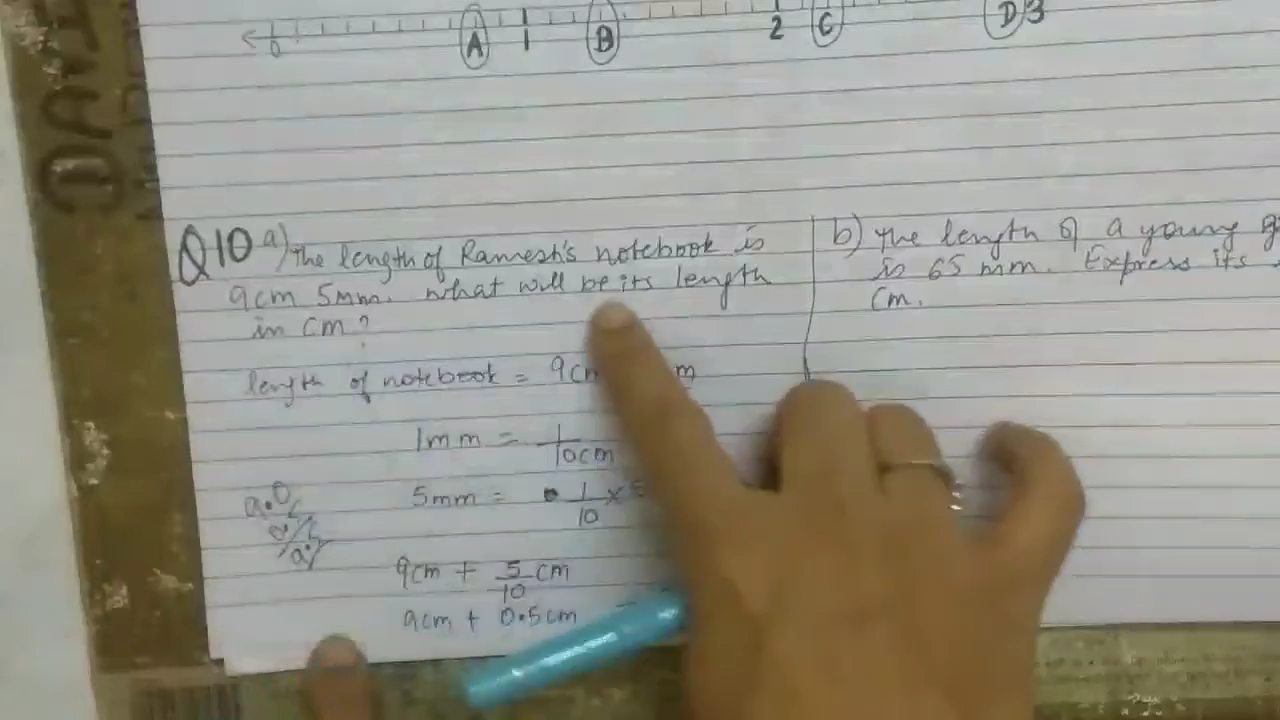 0 A 1 B 2 C D 3
Q10 a) The length of Ramesh's notebook is
9cm 5mm. What will be its length
in cm?
length of notebook = 9cm m
1mm = 1/10cm
5mm = 1/10 ×
9cm + 5/10 cm
9cm + 0.5cm
b) The length of a young g
is 65 mm. Express its
cm.